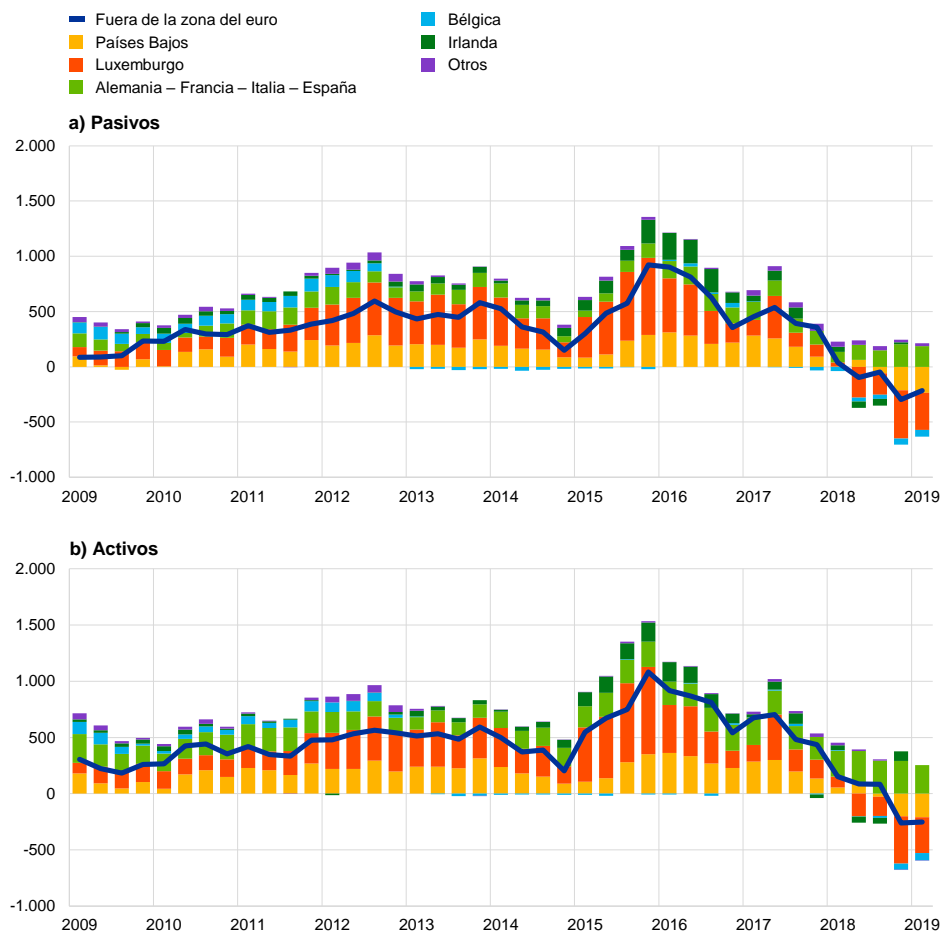 Fuera de la zona del euro
Países Bajos
Luxemburgo
Alemania – Francia – Italia – España
Bélgica
Irlanda
Otros
a) Pasivos
2.000
1.500
1.000
500
0
-500
-1.000
2009 2010 2011 2012 2013 2014 2015 2016 2017 2018 2019
b) Activos
2.000
1.500
1.000
500
0
-500
-1.000
2009 2010 2011 2012 2013 2014 2015 2016 2017 2018 2019